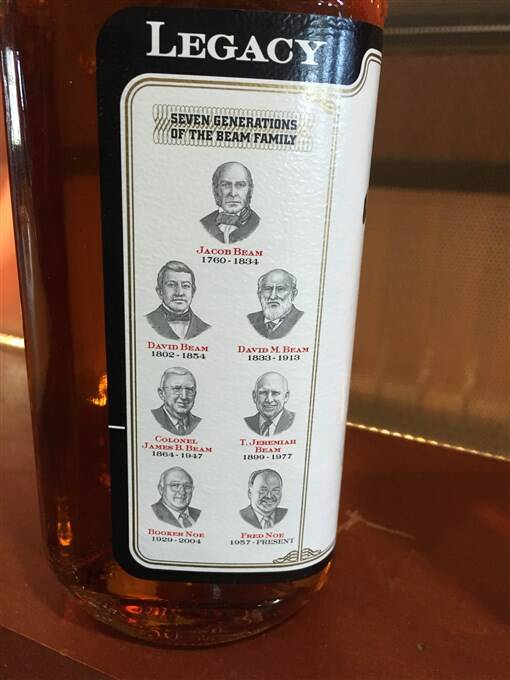 LEGACY
SEVEN GENERATIONS
OF THE BEAM FAMILY
JACOB BEAM
1760 - 1834
DAVID BEAM
1802 - 1854
DAVID M. BEAM
1833 - 1913
COLONEL
JAMES B. BEAM
1864 - 1947
T. JEREMIAH
BEAM
1899 - 1977
BOOKER NOE
1929 - 2004
FRED NOE
1957 - PRESENT